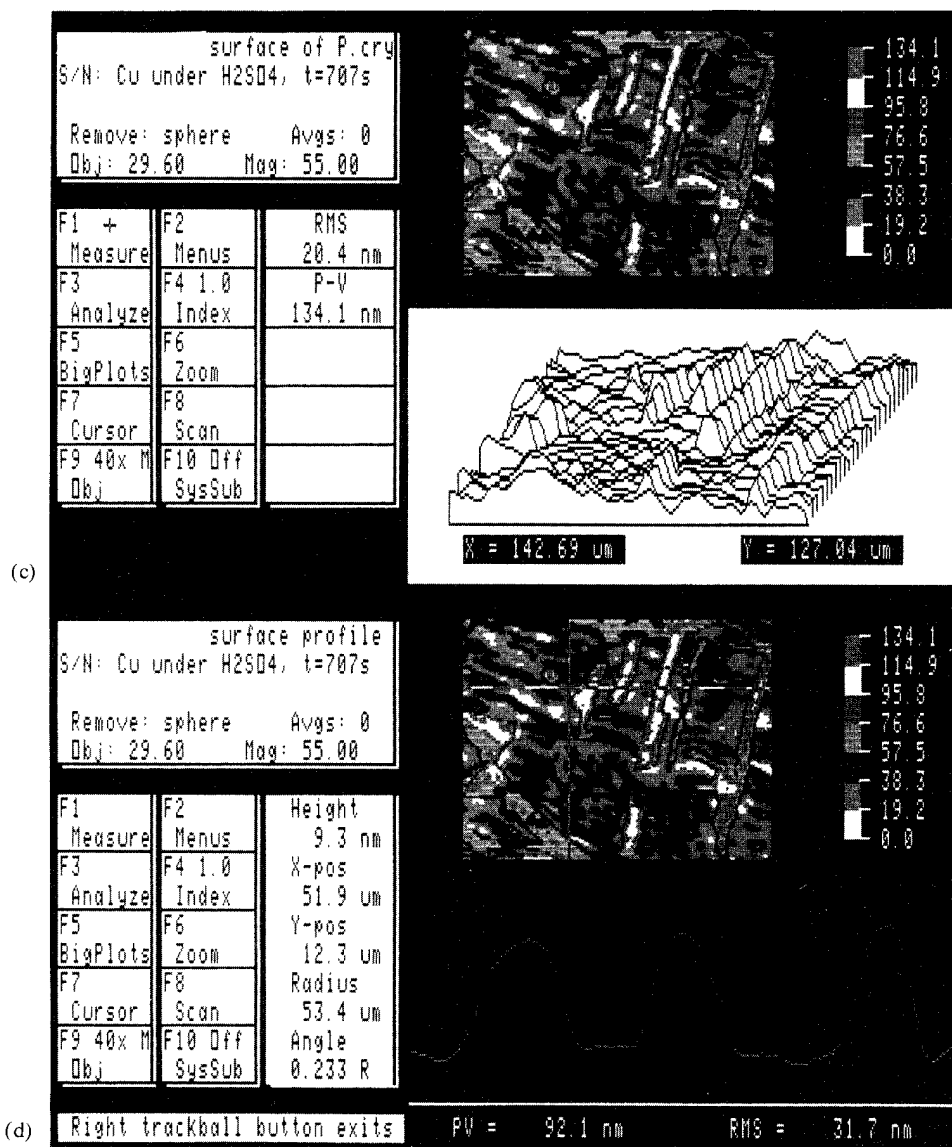 (c)
surface of P.cry
S/N: Cu under H2SO4, t=707s
Remove: sphere Avgs: 0
Obj: 29.60 Mag: 55.00
F1 + F2 RMS
Measure Menus 20.4 nm
F3 F4 1.0 P-V
Analyze Index 134.1 nm
F5 F6
BigPlots Zoom
F7 F8
Cursor Scan
F9 40x M F10 Off
Obj SysSub
134.1
114.9
95.8
76.6
57.5
38.3
19.2
0.0
X = 142.69 um Y = 127.04 um
(d)
surface profile
S/N: Cu under H2SO4, t=707s
Remove: sphere Avgs: 0
Obj: 29.60 Mag: 55.00
F1 F2 Height
Measure Menus 9.3 nm
F3 F4 1.0 X-pos
Analyze Index 51.9 um
F5 F6 Y-pos
BigPlots Zoom 12.3 um
F7 F8 Radius
Cursor Scan 53.4 um
F9 40x M F10 Off Angle
Obj SysSub 0.233 R
134.1
114.9
95.8
76.6
57.5
38.3
19.2
0.0
Right trackball button exits
PV = 92.1 nm RMS = 31.7 nm